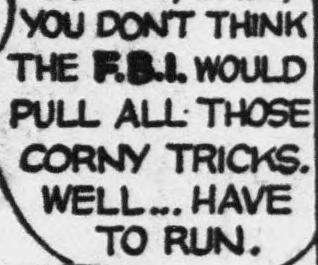 YOU DON'T THINK
THE F.B.I. WOULD
PULL ALL THOSE
CORNY TRICKS.
WELL... HAVE
TO RUN.